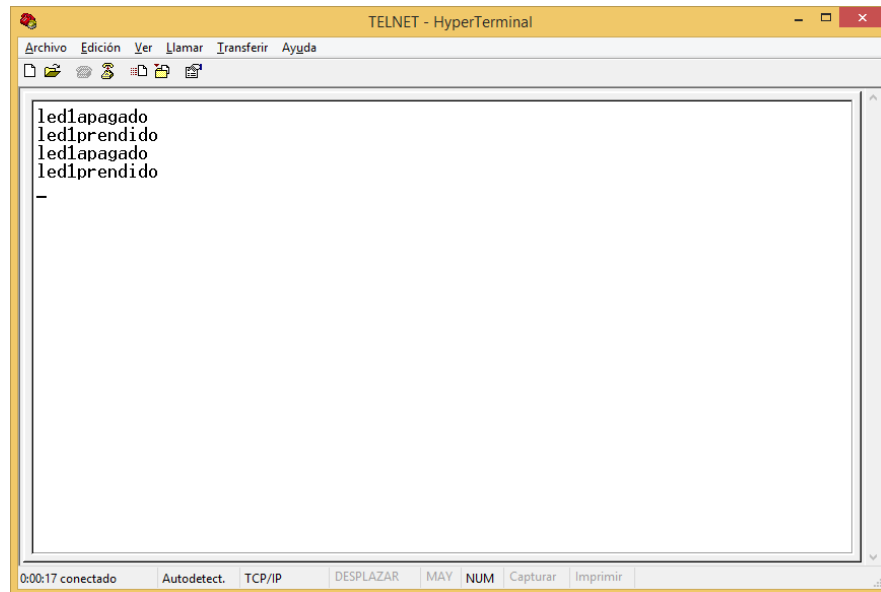 TELNET - HyperTerminal
Archivo Edición Ver Llamar Transferir Ayuda
led1apagado
led1prendido
led1apagado
led1prendido
_
0:00:17 conectado Autodetect. TCP/IP DESPLAZAR MAY NUM Capturar Imprimir